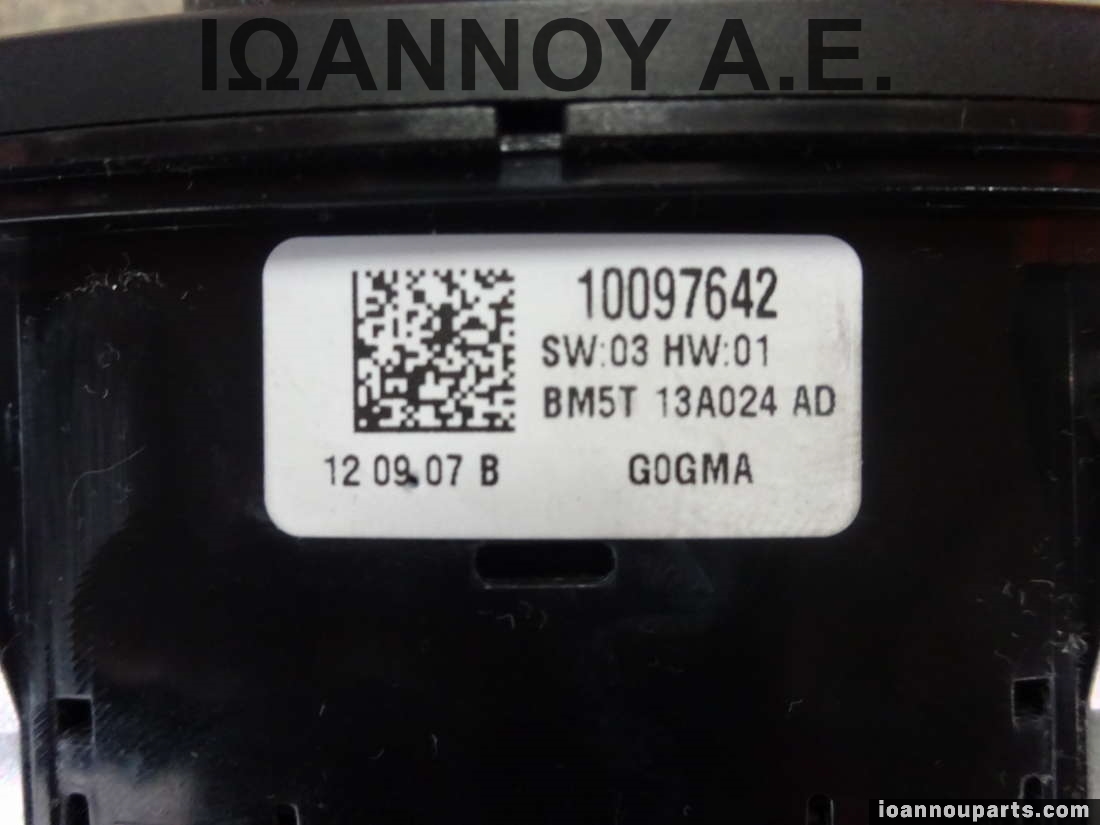 ΙΩΑΝΝΟΥ Α.Ε.
10097642
SW:03 HW:01
BM5T 13A024 AD
12 09.07 B
G0GMA
ioannouparts.com